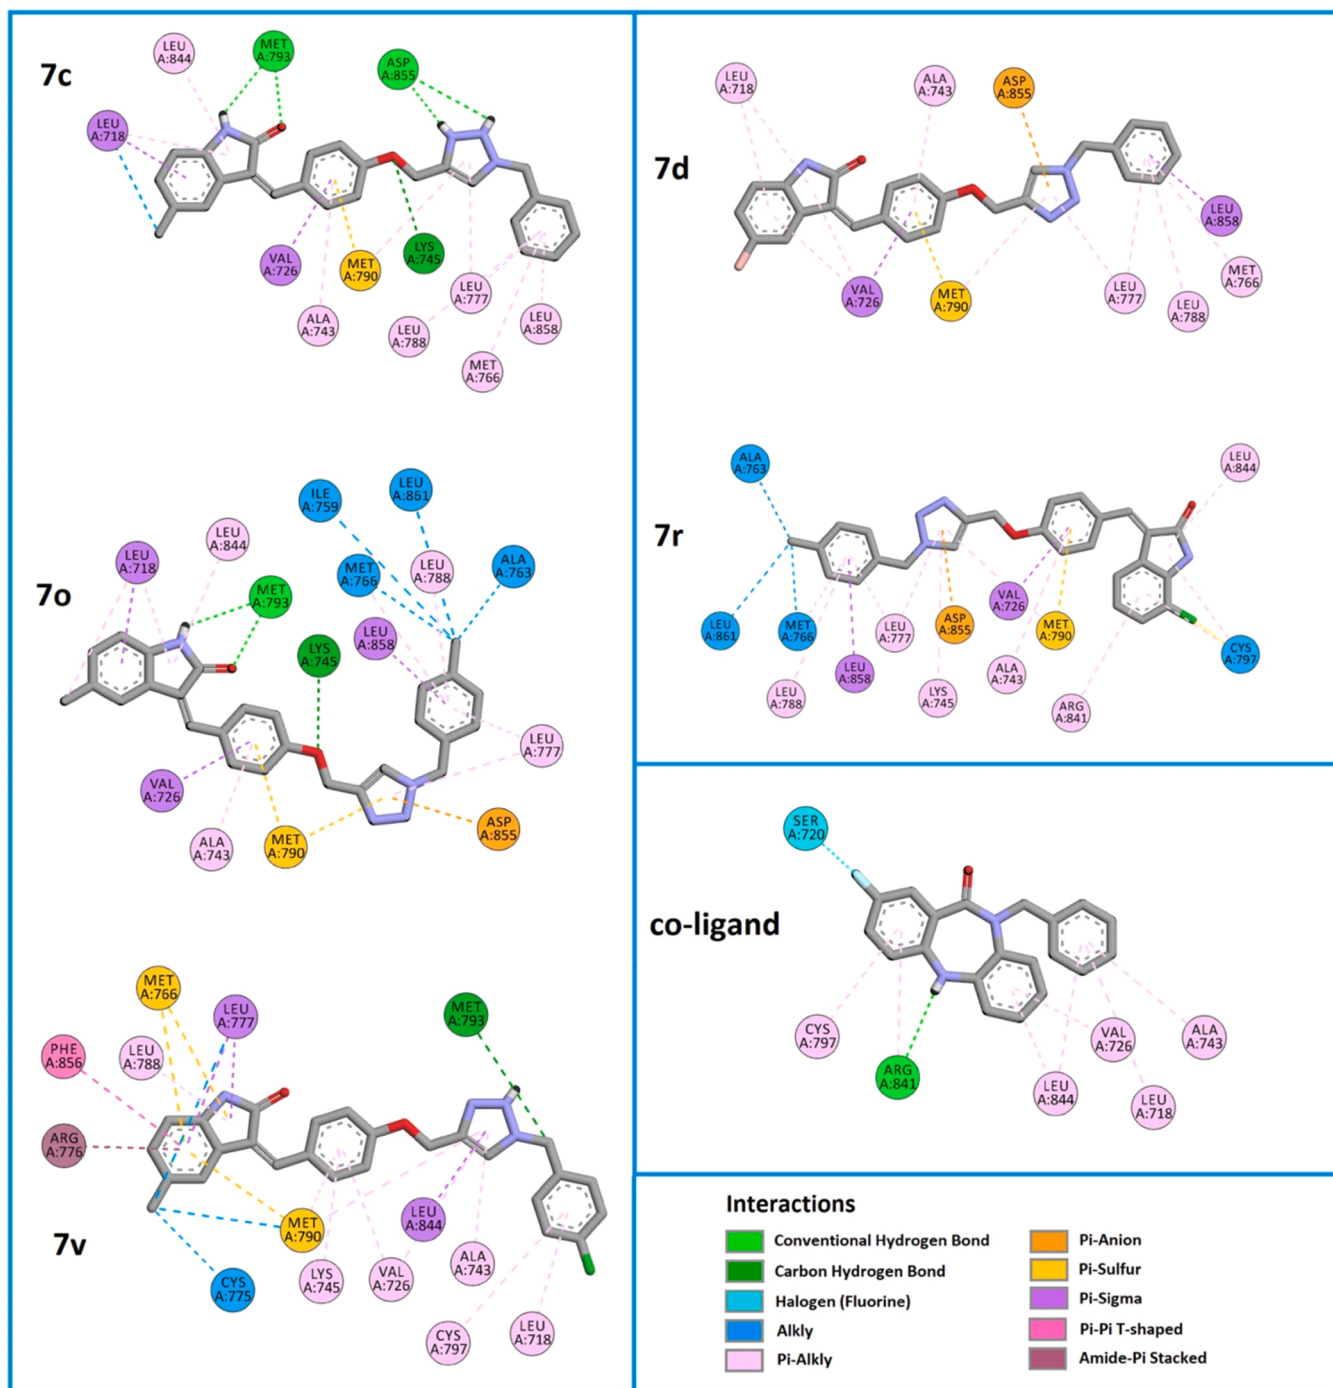 7c
LEU
A:844
MET
A:793
ASP
A:855
LEU
A:718
VAL
A:726
MET
A:790
LYS
A:745
ALA
A:743
LEU
A:788
LEU
A:777
MET
A:766
LEU
A:858
7d
LEU
A:718
ALA
A:743
ASP
A:855
LEU
A:858
VAL
A:726
MET
A:790
LEU
A:777
LEU
A:788
MET
A:766
7o
LEU
A:718
LEU
A:844
MET
A:793
ILE
A:759
LEU
A:861
MET
A:766
LEU
A:788
ALA
A:763
LYS
A:745
LEU
A:858
LEU
A:777
VAL
A:726
ALA
A:743
MET
A:790
ASP
A:855
7r
ALA
A:763
LEU
A:844
LEU
A:861
MET
A:766
LEU
A:777
ASP
A:855
VAL
A:726
MET
A:790
CYS
A:797
LEU
A:788
LEU
A:858
LYS
A:745
ALA
A:743
ARG
A:841
co-ligand
SER
A:720
CYS
A:797
ARG
A:841
LEU
A:844
VAL
A:726
LEU
A:718
ALA
A:743
7v
MET
A:766
LEU
A:777
MET
A:793
PHE
A:856
LEU
A:788
ARG
A:776
CYS
A:775
MET
A:790
LYS
A:745
VAL
A:726
LEU
A:844
ALA
A:743
CYS
A:797
LEU
A:718
Interactions
Conventional Hydrogen Bond
Carbon Hydrogen Bond
Halogen (Fluorine)
Alkly
Pi-Alkly
Pi-Anion
Pi-Sulfur
Pi-Sigma
Pi-Pi T-shaped
Amide-Pi Stacked